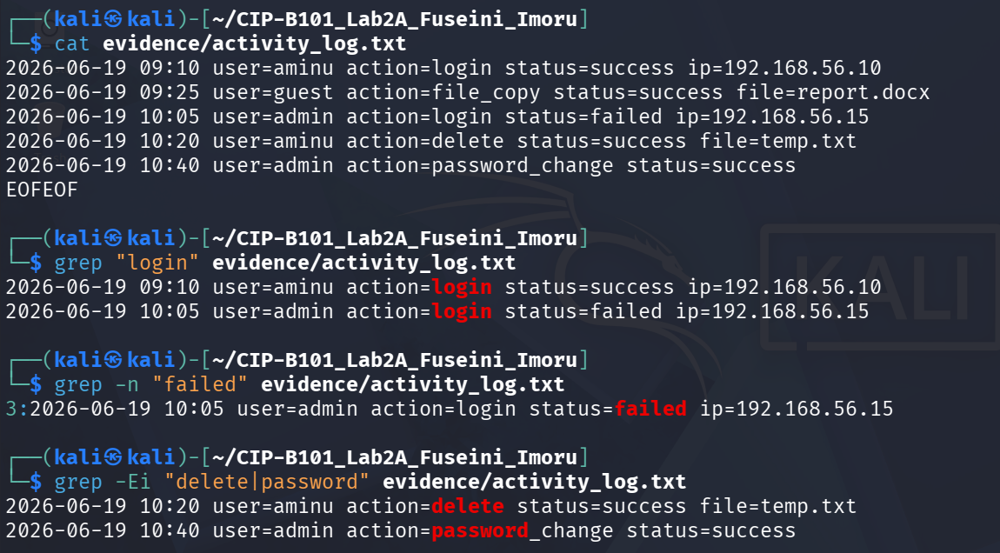 ┌──(kali㉿kali)-[~/CIP-B101_Lab2A_Fuseini_Imoru]
└─$ cat evidence/activity_log.txt
2026-06-19 09:10 user=aminu action=login status=success ip=192.168.56.10
2026-06-19 09:25 user=guest action=file_copy status=success file=report.docx
2026-06-19 10:05 user=admin action=login status=failed ip=192.168.56.15
2026-06-19 10:20 user=aminu action=delete status=success file=temp.txt
2026-06-19 10:40 user=admin action=password_change status=success
EOFEOF
┌──(kali㉿kali)-[~/CIP-B101_Lab2A_Fuseini_Imoru]
└─$ grep "login" evidence/activity_log.txt
2026-06-19 09:10 user=aminu action=login status=success ip=192.168.56.10
2026-06-19 10:05 user=admin action=login status=failed ip=192.168.56.15
KALI
┌──(kali㉿kali)-[~/CIP-B101_Lab2A_Fuseini_Imoru]
└─$ grep -n "failed" evidence/activity_log.txt
3:2026-06-19 10:05 user=admin action=login status=failed ip=192.168.56.15
┌──(kali㉿kali)-[~/CIP-B101_Lab2A_Fuseini_Imoru]
└─$ grep -Ei "delete|password" evidence/activity_log.txt
2026-06-19 10:20 user=aminu action=delete status=success file=temp.txt
2026-06-19 10:40 user=admin action=password_change status=success